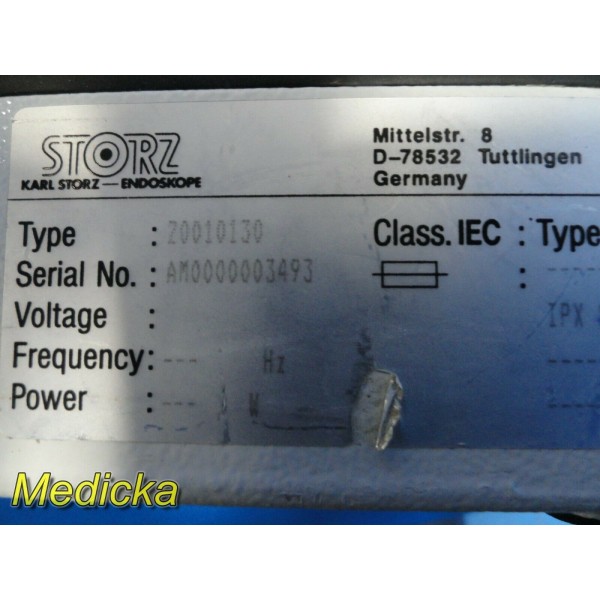 STORZ
KARL STORZ — ENDOSKOPE
Mittelstr. 8
D-78532 Tuttlingen
Germany
Type : 20010130
Serial No. : AM0000003493
Voltage :
Frequency: --- Hz
Power : --- A W
Class. IEC : Type
: -----
IPX
-----
Medicka